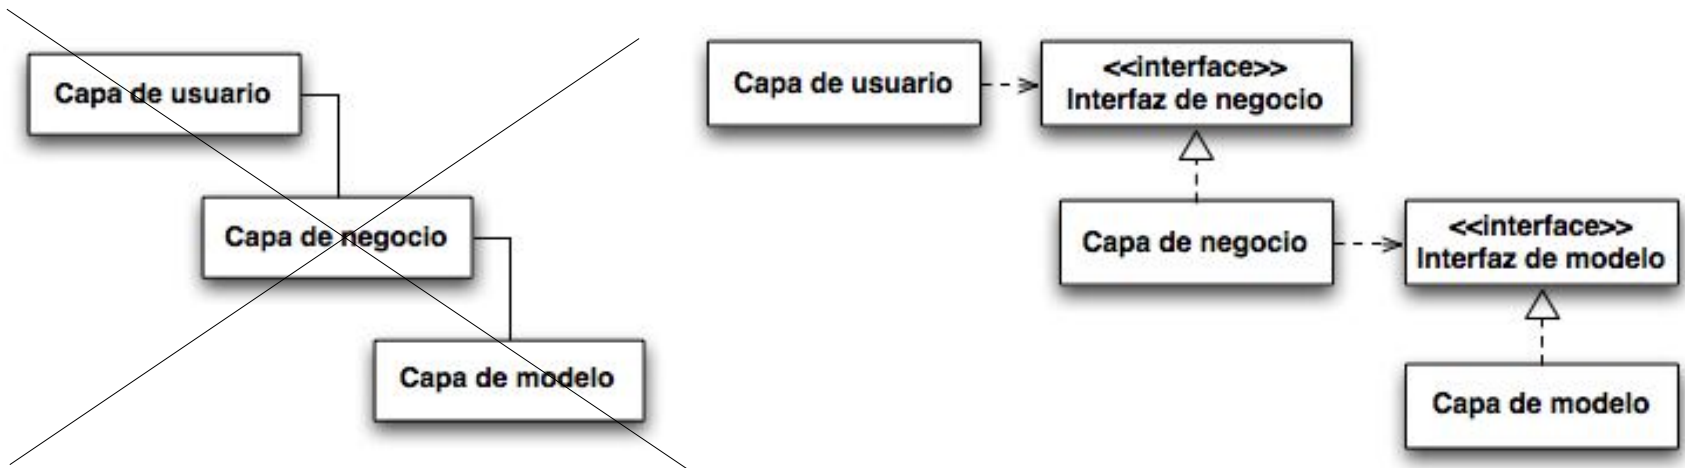 Capa de usuario
Capa de negocio
Capa de modelo
Capa de usuario
<<interface>>
Interfaz de negocio
Capa de negocio
<<interface>>
Interfaz de modelo
Capa de modelo